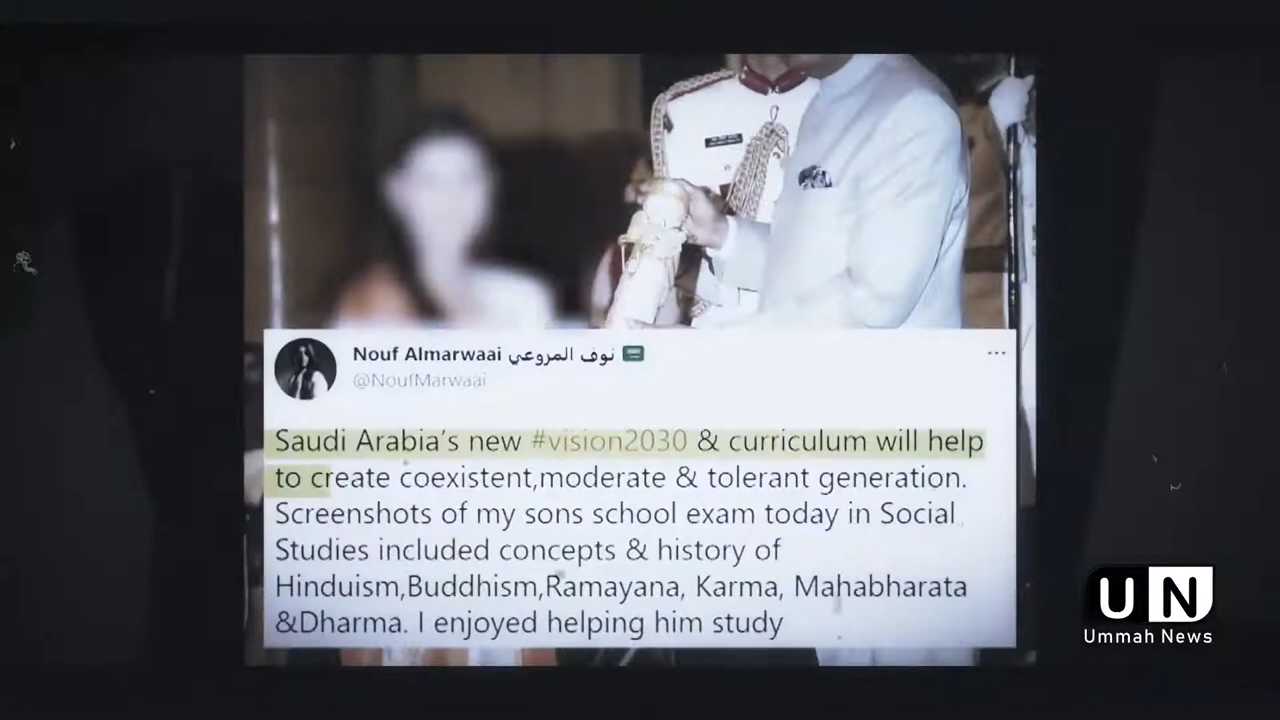 Nouf Almarwaai نوف المروعي
@NoufMarwaai
Saudi Arabia's new #vision2030 & curriculum will help
to create coexistent,moderate & tolerant generation.
Screenshots of my sons school exam today in Social
Studies included concepts & history of
Hinduism,Buddhism,Ramayana, Karma, Mahabharata
&Dharma. I enjoyed helping him study
UN
Ummah News